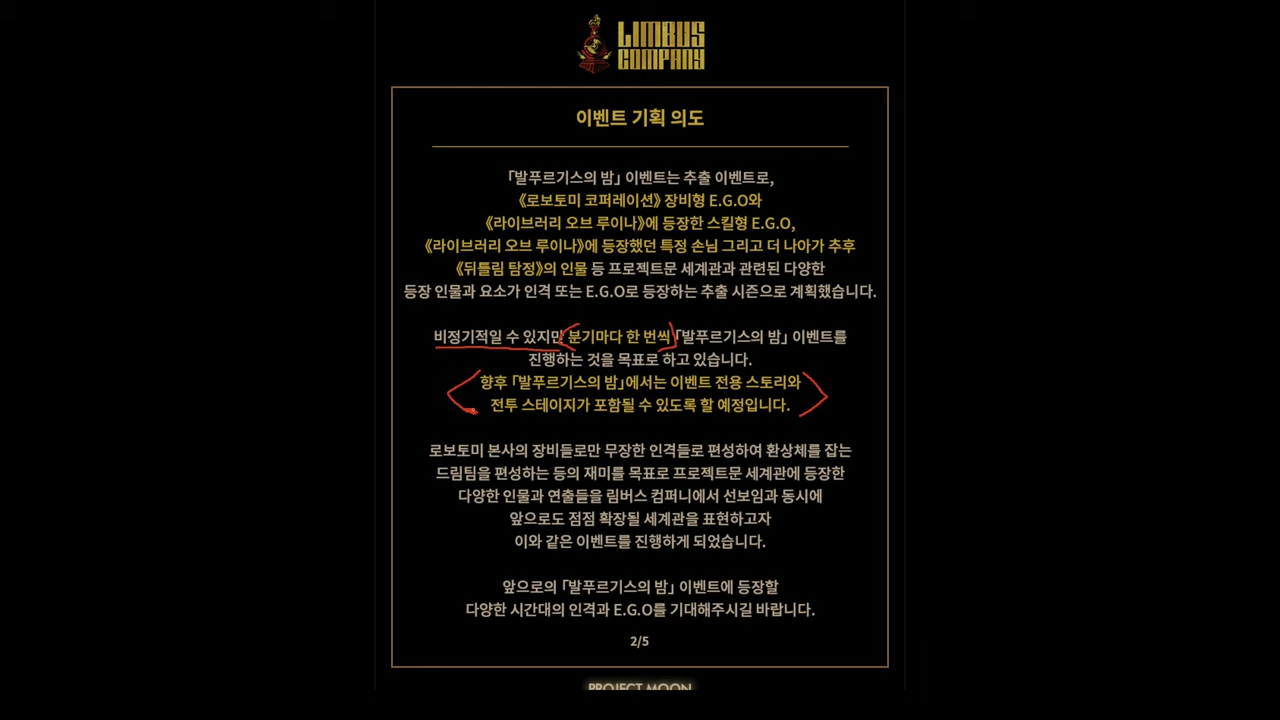 LIMBUS
COMPANY
이벤트 기획 의도
「발푸르기스의 밤」 이벤트는 추출 이벤트로,
《로보토미 코퍼레이션》 장비형 E.G.O와
《라이브러리 오브 루이나》에 등장한 스킬형 E.G.O,
《라이브러리 오브 루이나》에 등장했던 특정 손님 그리고 더 나아가 추후
《뒤틀림 탐정》의 인물 등 프로젝트문 세계관과 관련된 다양한
등장 인물과 요소가 인격 또는 E.G.O로 등장하는 추출 시즌으로 계획했습니다.
비정기적일 수 있지만 분기마다 한 번씩 「발푸르기스의 밤」 이벤트를
진행하는 것을 목표로 하고 있습니다.
향후 「발푸르기스의 밤」에서는 이벤트 전용 스토리와
전투 스테이지가 포함될 수 있도록 할 예정입니다.
로보토미 본사의 장비들로만 무장한 인격들로 편성하여 환상체를 잡는
드림팀을 편성하는 등의 재미를 목표로 프로젝트문 세계관에 등장한
다양한 인물과 연출들을 림버스 컴퍼니에서 선보임과 동시에
앞으로도 점점 확장될 세계관을 표현하고자
이와 같은 이벤트를 진행하게 되었습니다.
앞으로의 「발푸르기스의 밤」 이벤트에 등장할
다양한 시간대의 인격과 E.G.O를 기대해주시길 바랍니다.
2/5
PROJECT MOON